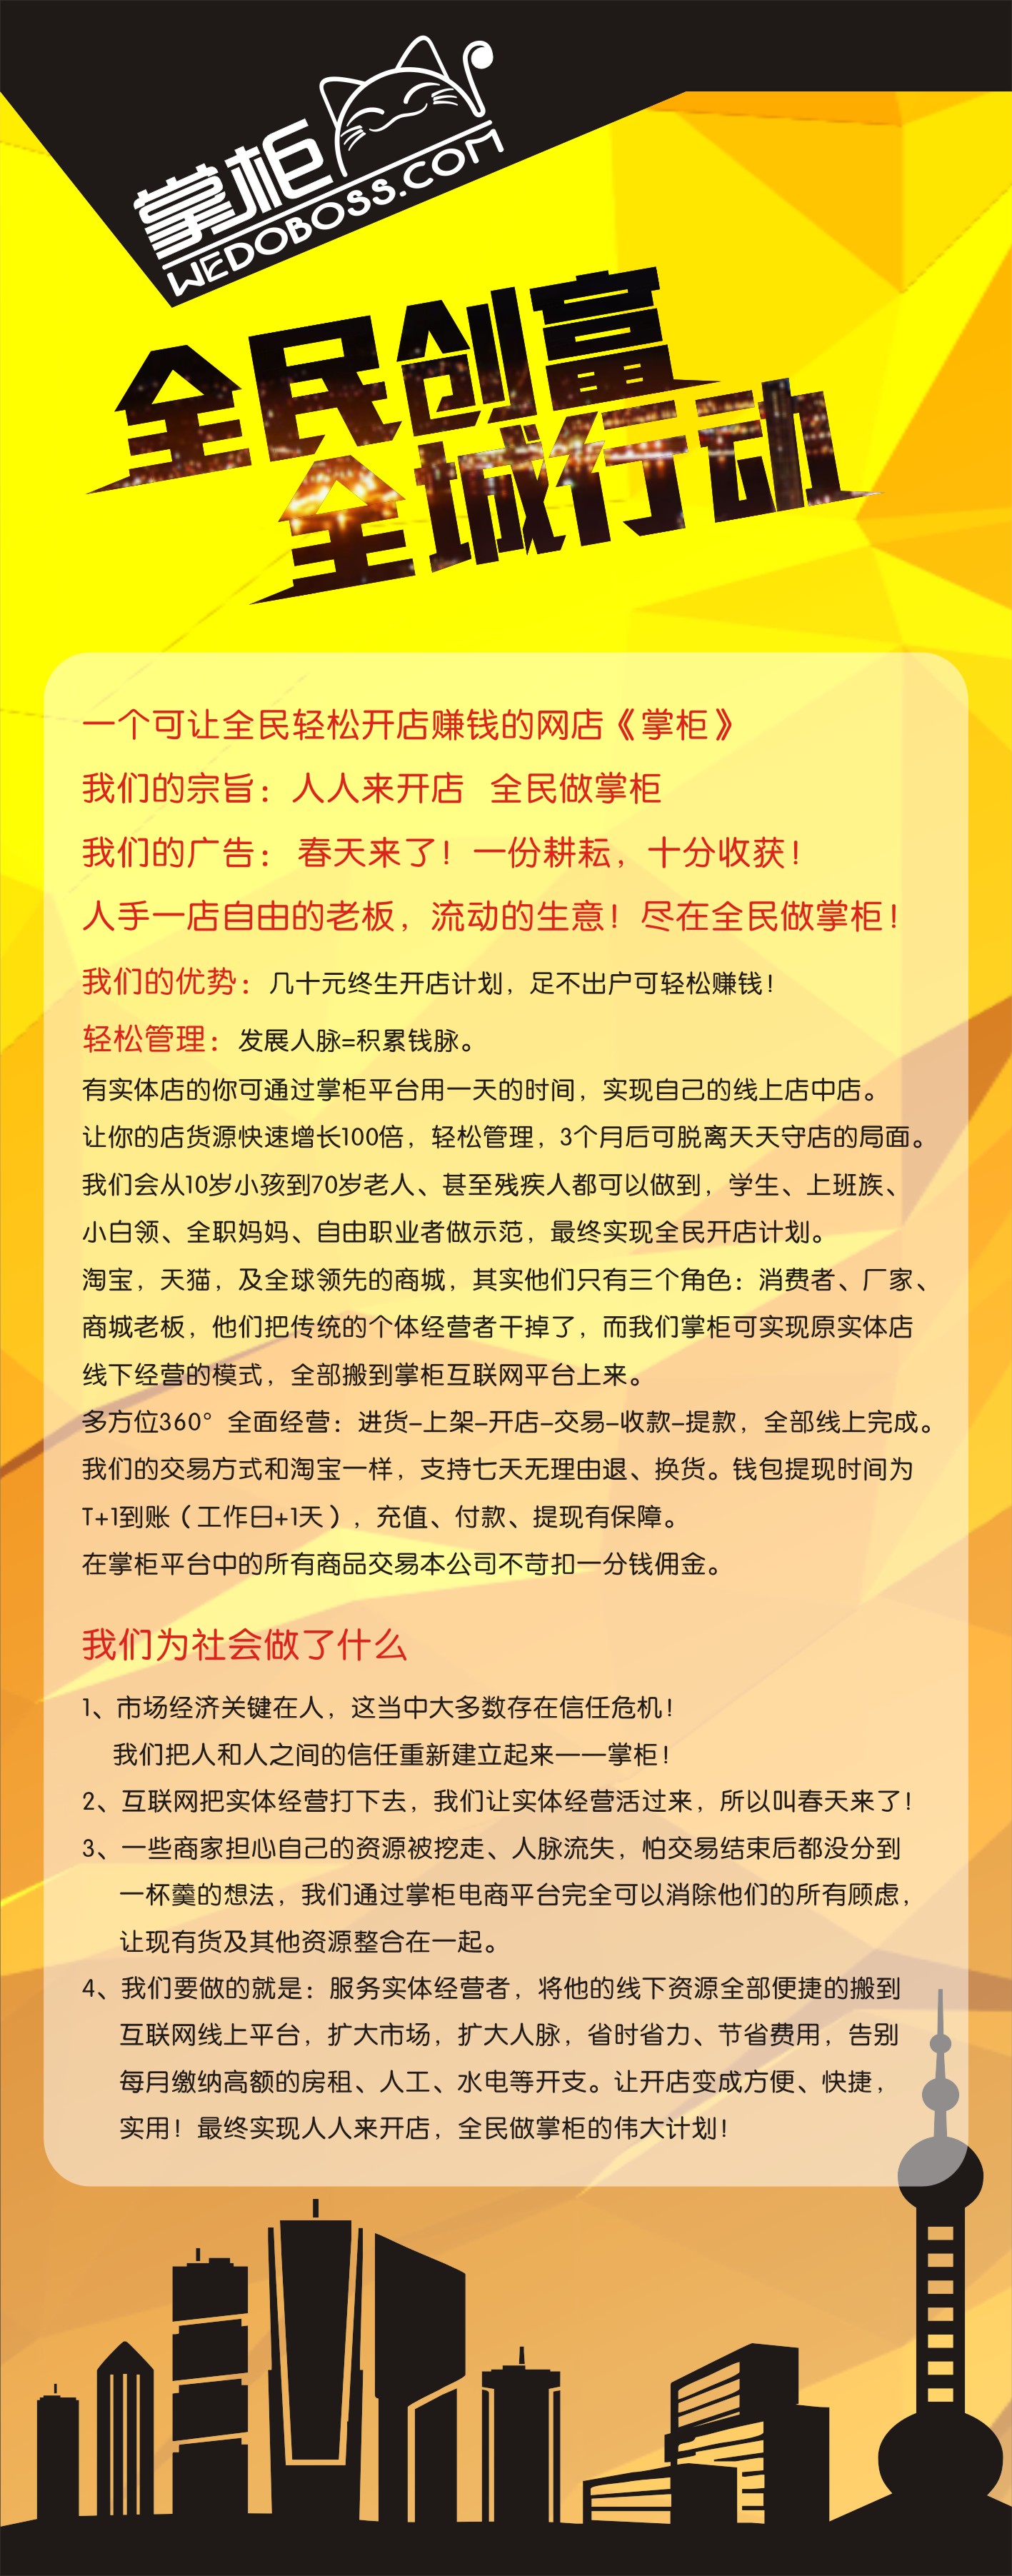 掌柜
WEDOBOSS.COM
全民创富
全城行动
一个可让全民轻松开店赚钱的网店《掌柜》
我们的宗旨：人人来开店 全民做掌柜
我们的广告：春天来了！一份耕耘，十分收获！
人手一店自由的老板，流动的生意！尽在全民做掌柜！
我们的优势：几十元终生开店计划，足不出户可轻松赚钱！
轻松管理：发展人脉=积累钱脉。
有实体店的你可通过掌柜平台用一天的时间，实现自己的线上店中店。
让你的店货源快速增长100倍，轻松管理，3个月后可脱离天天守店的局面。
我们会从10岁小孩到70岁老人、甚至残疾人都可以做到，学生、上班族、
小白领、全职妈妈、自由职业者做示范，最终实现全民开店计划。
淘宝，天猫，及全球领先的商城，其实他们只有三个角色：消费者、厂家、
商城老板，他们把传统的个体经营者干掉了，而我们掌柜可实现原实体店
线下经营的模式，全部搬到掌柜互联网平台上来。
多方位360°全面经营：进货-上架-开店-交易-收款-提款，全部线上完成。
我们的交易方式和淘宝一样，支持七天无理由退、换货。钱包提现时间为
T+1到账（工作日+1天），充值、付款、提现有保障。
在掌柜平台中的所有商品交易本公司不苛扣一分钱佣金。
我们为社会做了什么
1、市场经济关键在人，这当中大多数存在信任危机！
我们把人和人之间的信任重新建立起来——掌柜！
2、互联网把实体经营打下去，我们让实体经营活过来，所以叫春天来了！
3、一些商家担心自己的资源被挖走、人脉流失，怕交易结束后都没分到
一杯羹的想法，我们通过掌柜电商平台完全可以消除他们的所有顾虑，
让现有货及其他资源整合在一起。
4、我们要做的就是：服务实体经营者，将他的线下资源全部便捷的搬到
互联网线上平台，扩大市场，扩大人脉，省时省力、节省费用，告别
每月缴纳高额的房租、人工、水电等开支。让开店变成方便、快捷，
实用！最终实现人人来开店，全民做掌柜的伟大计划！